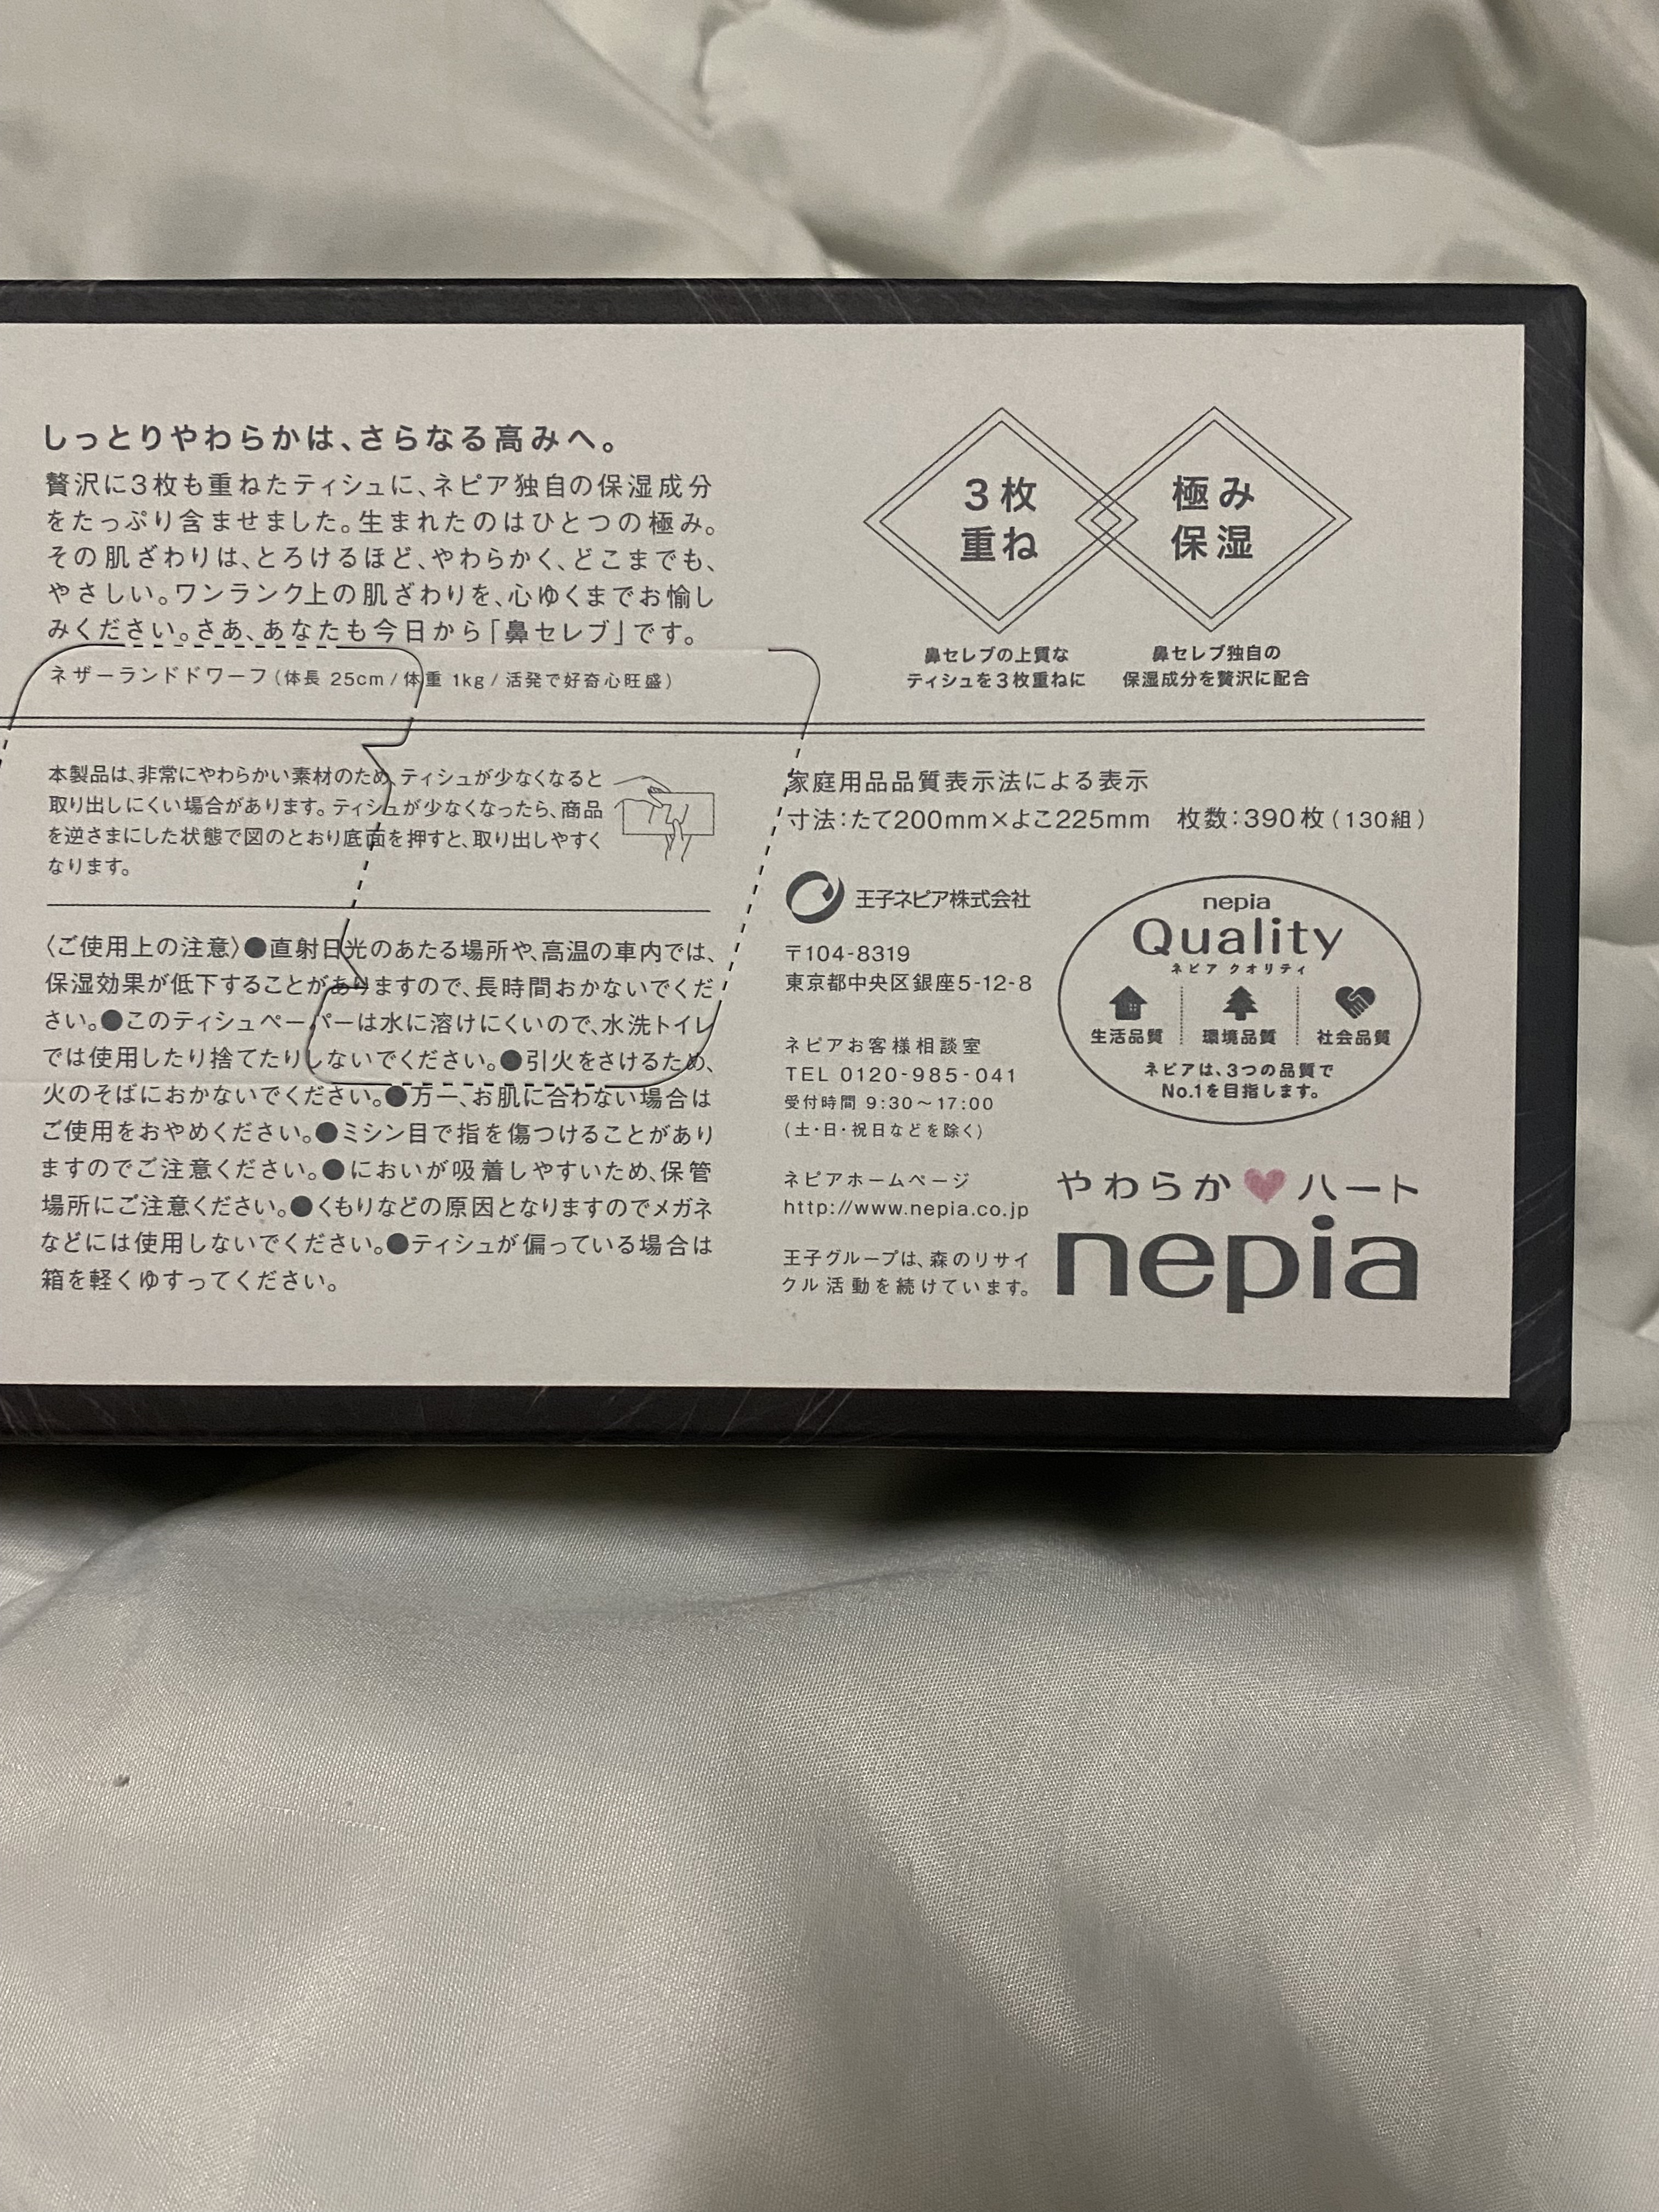 しっとりやわらかは、さらなる高みへ。
贅沢に3枚も重ねたティシュに、ネピア独自の保湿成分
をたっぷり含ませました。生まれたのはひとつの極み。
その肌ざわりは、とろけるほど、やわらかく、どこまでも、
やさしい。ワンランク上の肌ざわりを、心ゆくまでお愉し
みください。さあ、あなたも今日から「鼻セレブ」です。
ネザーランドドワーフ(体長 25cm/体重 1kg/活発で好奇心旺盛)
3枚
重ね
極み
保湿
鼻セレブの上質な
ティシュを3枚重ねに
鼻セレブ独自の
保湿成分を贅沢に配合
本製品は、非常にやわらかい素材のため、ティシュが少なくなると
取り出しにくい場合があります。ティシュが少なくなったら、商品
を逆さまにした状態で図のとおり底面を押すと、取り出しやすく
なります。
〈ご使用上の注意〉●直射日光のあたる場所や、高温の車内では、
保湿効果が低下することがありますので、長時間おかないでくだ
さい。●このティシュペーパーは水に溶けにくいので、水洗トイレ
では使用したり捨てたりしないでください。●引火をさけるため、
火のそばにおかないでください。●万一、お肌に合わない場合は
ご使用をおやめください。●ミシン目で指を傷つけることがあり
ますのでご注意ください。●においが吸着しやすいため、保管
場所にご注意ください。●くもりなどの原因となりますのでメガネ
などには使用しないでください。●ティシュが偏っている場合は
箱を軽くゆすってください。
家庭用品品質表示法による表示
寸法:たて200mm×よこ225mm 枚数:390枚(130組)
王子ネピア株式会社
〒104-8319
東京都中央区銀座5-12-8
ネピアお客様相談室
TEL 0120-985-041
受付時間 9:30〜17:00
(土・日・祝日などを除く)
ネピアホームページ
http://www.nepia.co.jp
王子グループは、森のリサイ
クル活動を続けています。
nepia
Quality
ネピア クオリティ
生活品質
環境品質
社会品質
ネピアは、3つの品質で
No.1を目指します。
やわらか♥ハート
nepia